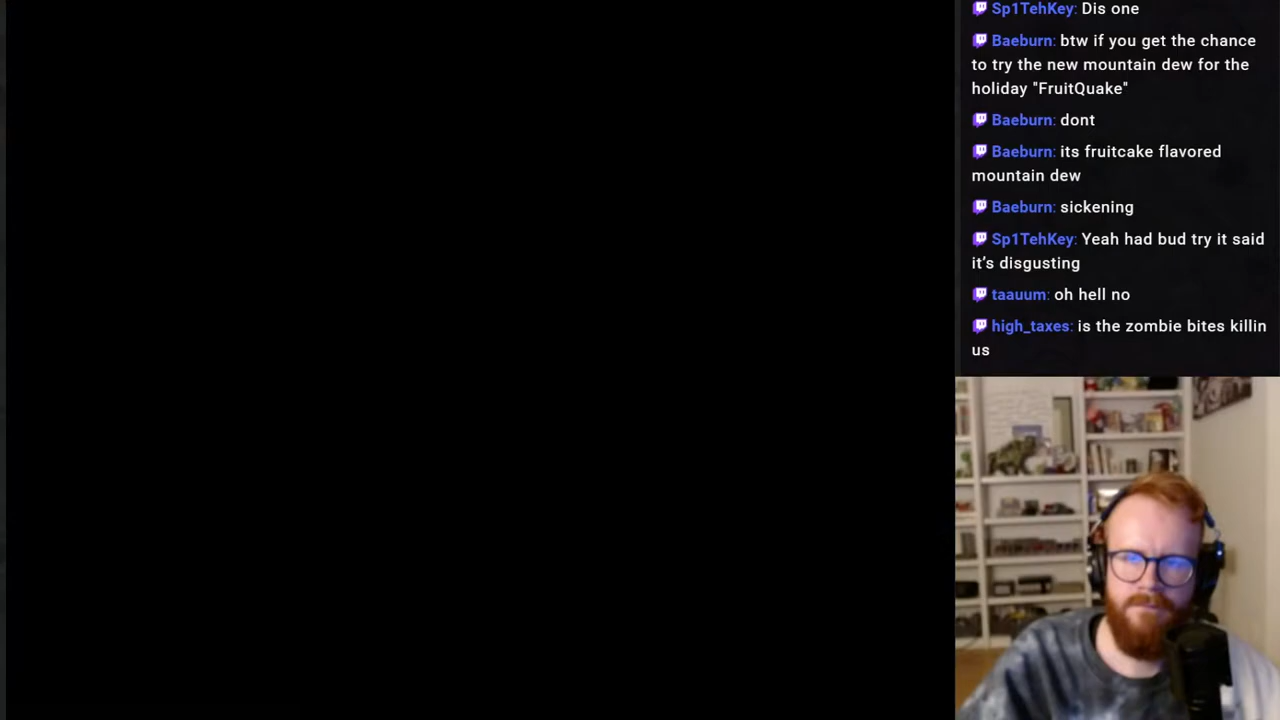 Sp1TehKey: Dis one
Baeburn: btw if you get the chance
to try the new mountain dew for the
holiday "FruitQuake"
Baeburn: dont
Baeburn: its fruitcake flavored
mountain dew
Baeburn: sickening
Sp1TehKey: Yeah had bud try it said
it’s disgusting
taauum: oh hell no
high_taxes: is the zombie bites killin
us